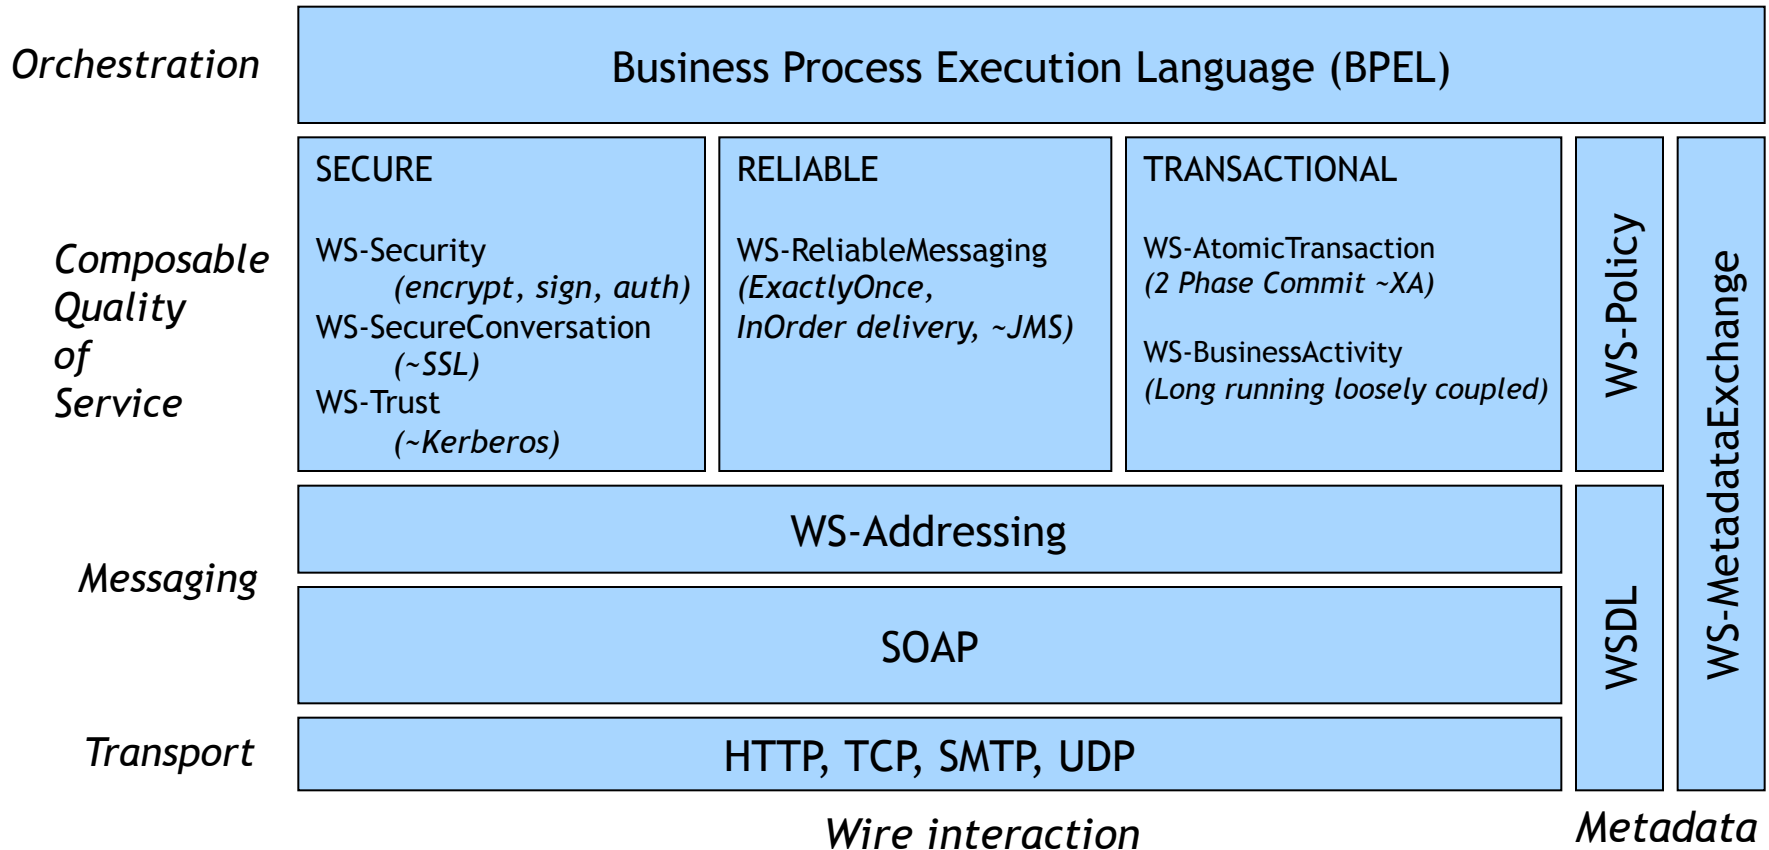 Orchestration
Business Process Execution Language (BPEL)
Composable
Quality
of
Service
SECURE
WS-Security
(encrypt, sign, auth)
WS-SecureConversation
(~SSL)
WS-Trust
(~Kerberos)
RELIABLE
WS-ReliableMessaging
(ExactlyOnce,
InOrder delivery, ~JMS)
TRANSACTIONAL
WS-AtomicTransaction
(2 Phase Commit ~XA)
WS-BusinessActivity
(Long running loosely coupled)
WS-Policy
WS-MetadataExchange
Messaging
WS-Addressing
SOAP
WSDL
Transport
HTTP, TCP, SMTP, UDP
Wire interaction
Metadata